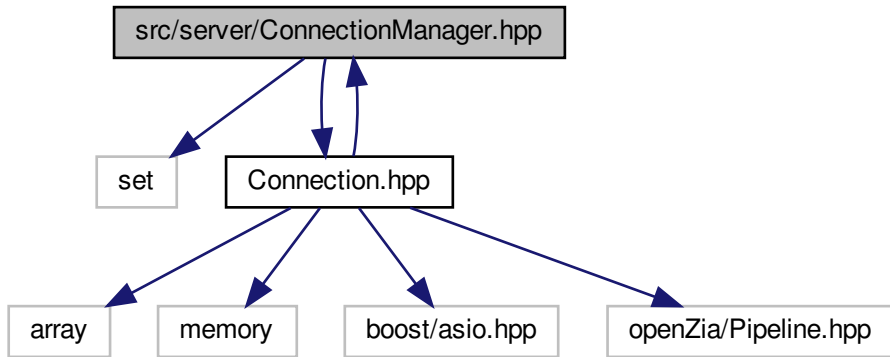 src/server/ConnectionManager.hpp
set
Connection.hpp
array
memory
boost/asio.hpp
openZia/Pipeline.hpp